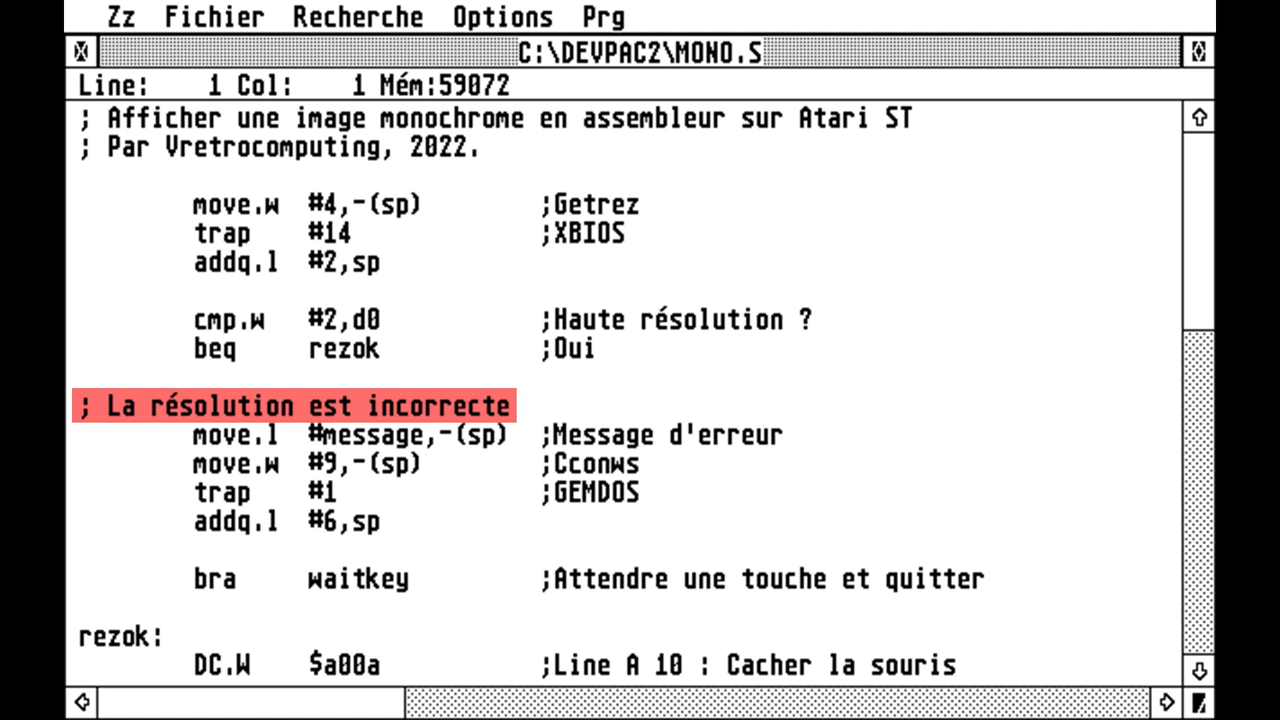 Zz Fichier Recherche Options Prg
C:\DEVPAC2\MONO.S
Line: 1 Col: 1 Mém:59072
; Afficher une image monochrome en assembleur sur Atari ST
; Par Vretrocomputing, 2022.
move.w #4,-(sp) ;Getrez
trap #14 ;XBIOS
addq.l #2,sp
cmp.w #2,d0 ;Haute résolution ?
beq rezok ;Oui
; La résolution est incorrecte
move.l #message,-(sp) ;Message d'erreur
move.w #9,-(sp) ;Cconws
trap #1 ;GEMDOS
addq.l #6,sp
bra waitkey ;Attendre une touche et quitter
rezok:
DC.W $a00a ;Line A 10 : Cacher la souris